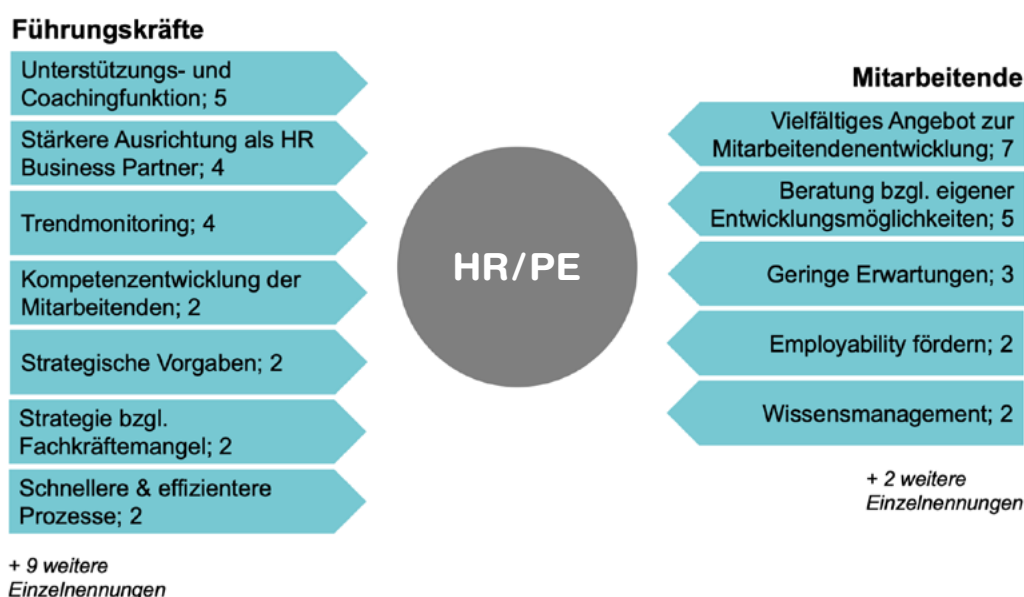 Führungskräfte
Unterstützungs- und
Coachingfunktion; 5
Stärkere Ausrichtung als HR
Business Partner; 4
Trendmonitoring; 4
Kompetenzentwicklung der
Mitarbeitenden; 2
Strategische Vorgaben; 2
Strategie bzgl.
Fachkräftemangel; 2
Schnellere & effizientere
Prozesse; 2
+ 9 weitere
Einzelnennungen
HR/PE
Mitarbeitende
Vielfältiges Angebot zur
Mitarbeitendenentwicklung; 7
Beratung bzgl. eigener
Entwicklungsmöglichkeiten; 5
Geringe Erwartungen; 3
Employability fördern; 2
Wissensmanagement; 2
+ 2 weitere
Einzelnennungen